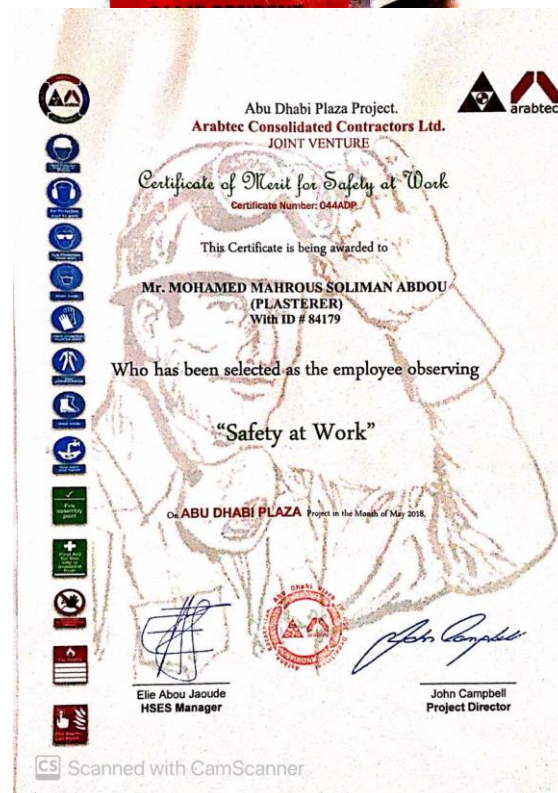 arabtec
Abu Dhabi Plaza Project.
Arabtec Consolidated Contractors Ltd.
JOINT VENTURE
Certificate of Merit for Safety at Work
Certificate Number: 044ADP
This Certificate is being awarded to
Mr. MOHAMED MAHROUS SOLIMAN ABDOU
(PLASTERER)
With ID # 84179
Who has been selected as the employee observing
“Safety at Work”
On ABU DHABI PLAZA Project in the Month of May 2018.
Fire
assembly
point
Elie Abou Jaoude
HSES Manager
John Campbell
Project Director
CS Scanned with CamScanner